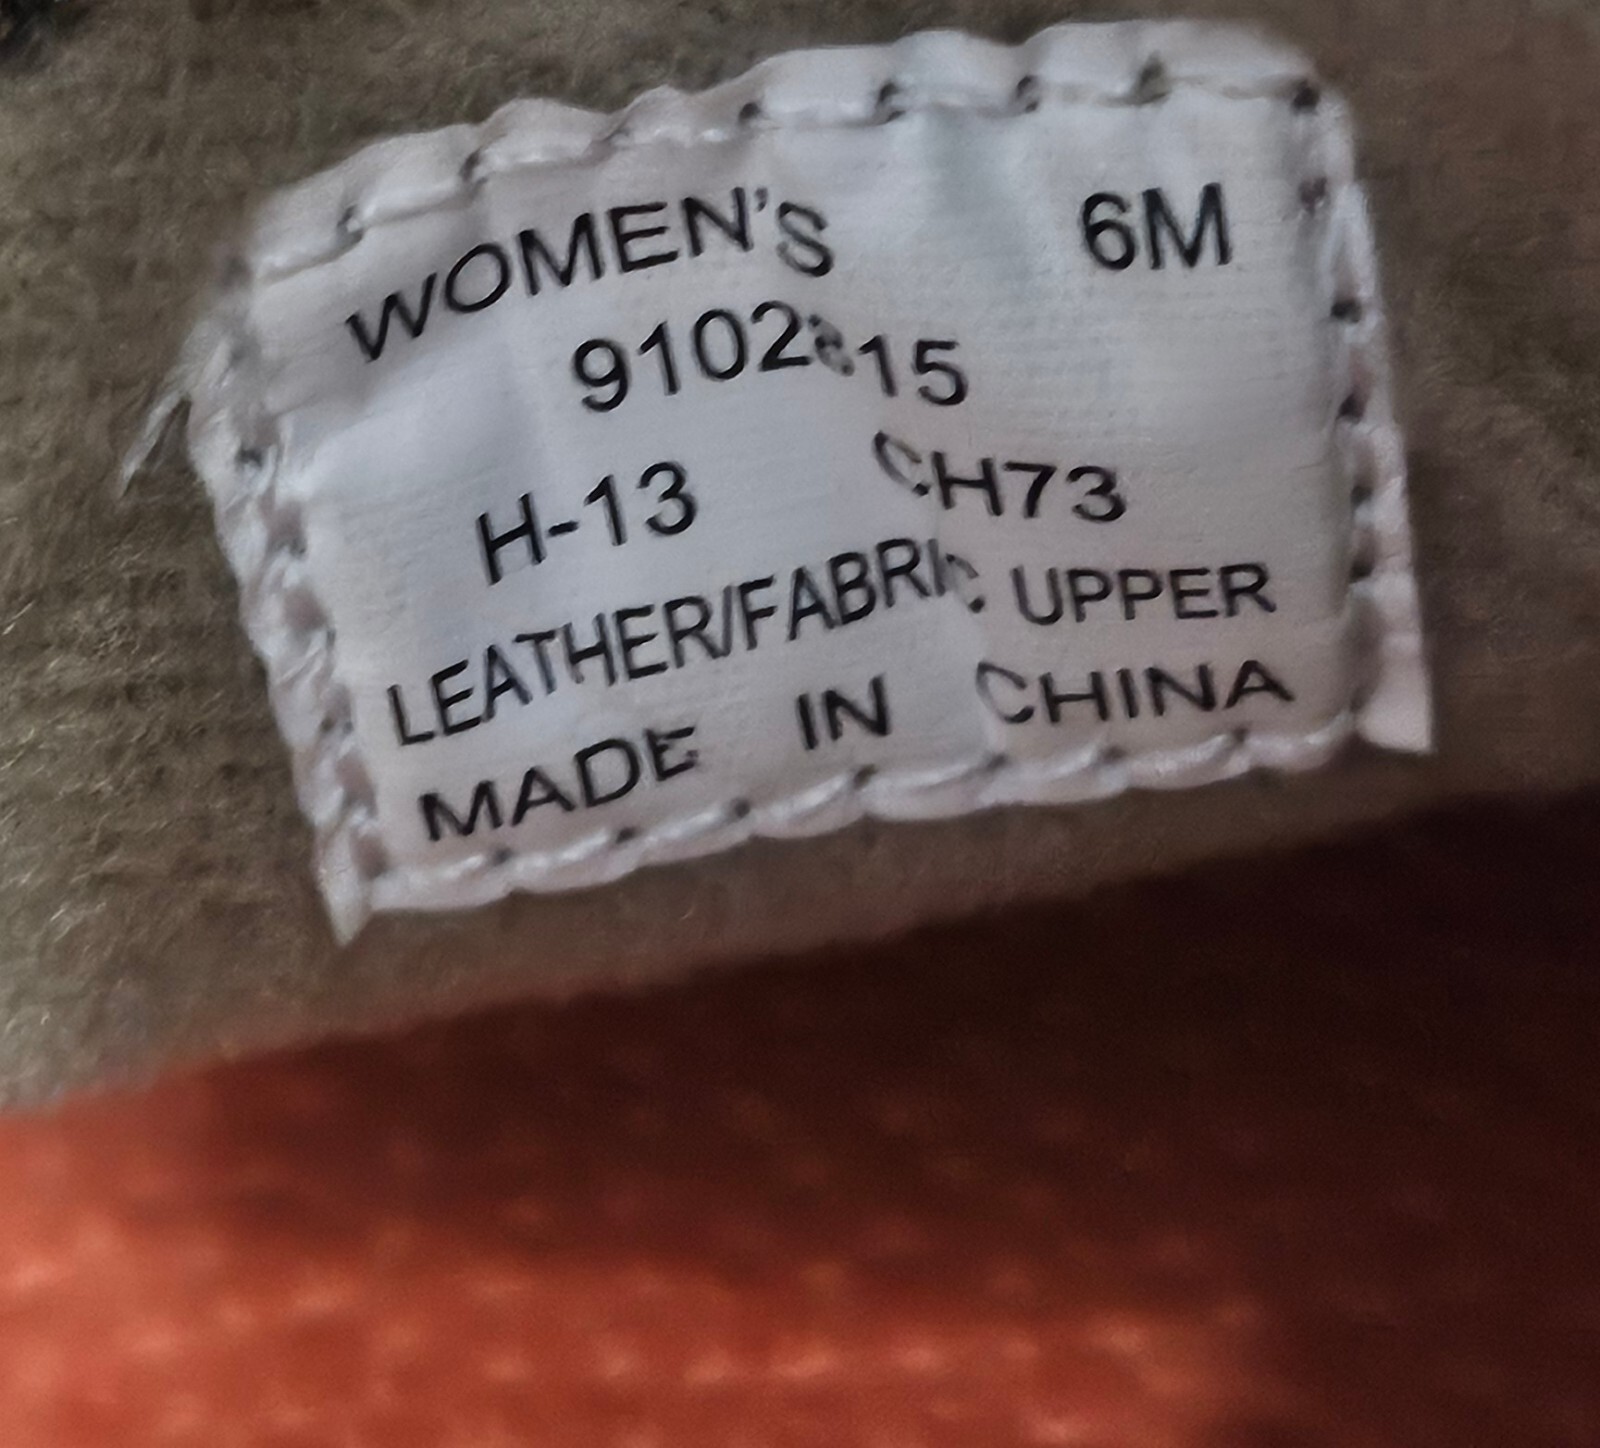 WOMEN'S 6M
H-13 CH73
LEATHER/FABRIC UPPER
MADE IN CHINA